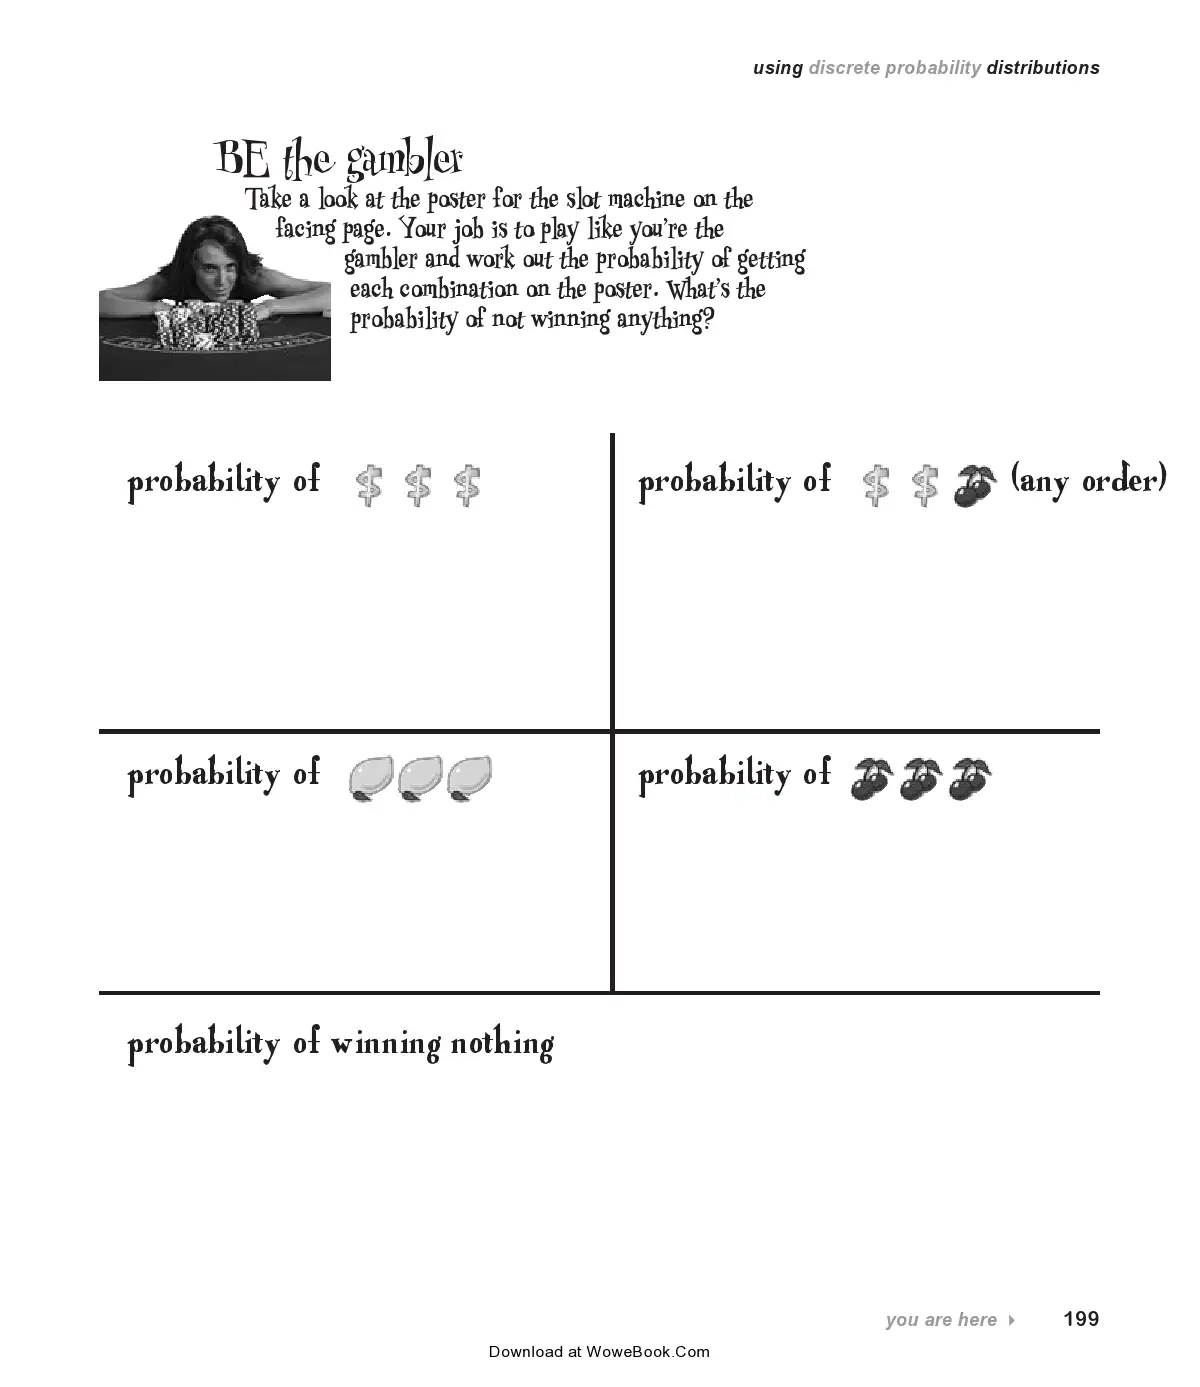 using discrete probability distributions
BE the gambler
Take a look at the poster for the slot machine on the
facing page. Your job is to play like you're the
gambler and work out the probability of getting
each combination on the poster. What's the
probability of not winning anything?
probability of $ $ $
probability of $ $ (any order)
probability of
probability of
probability of winning nothing
you are here 199
Download at WoweBook.Com